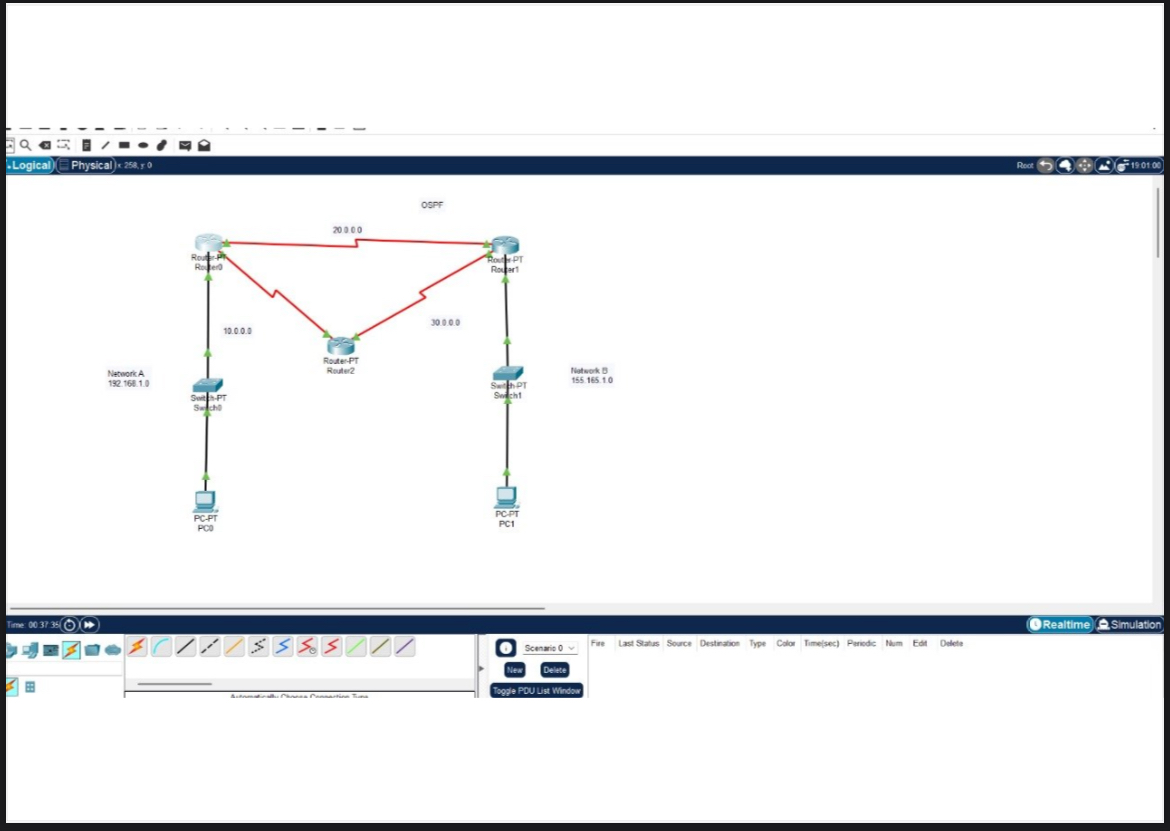 Logical Physical x: 258, y: 0 Root 19:01:00
OSPF
20.0.0.0
Router-PT
Router0
Router-PT
Router1
10.0.0.0
30.0.0.0
Router-PT
Router2
Network A
192.168.1.0
Network B
155.165.1.0
Switch-PT
Switch0
Switch-PT
Switch1
PC-PT
PC0
PC-PT
PC1
Time: 00:37:35 Realtime Simulation
Scenario 0 Fire Last Status Source Destination Type Color Time(sec) Periodic Num Edit Delete
New Delete
Toggle PDU List Window
Automatically Choose Connection Type